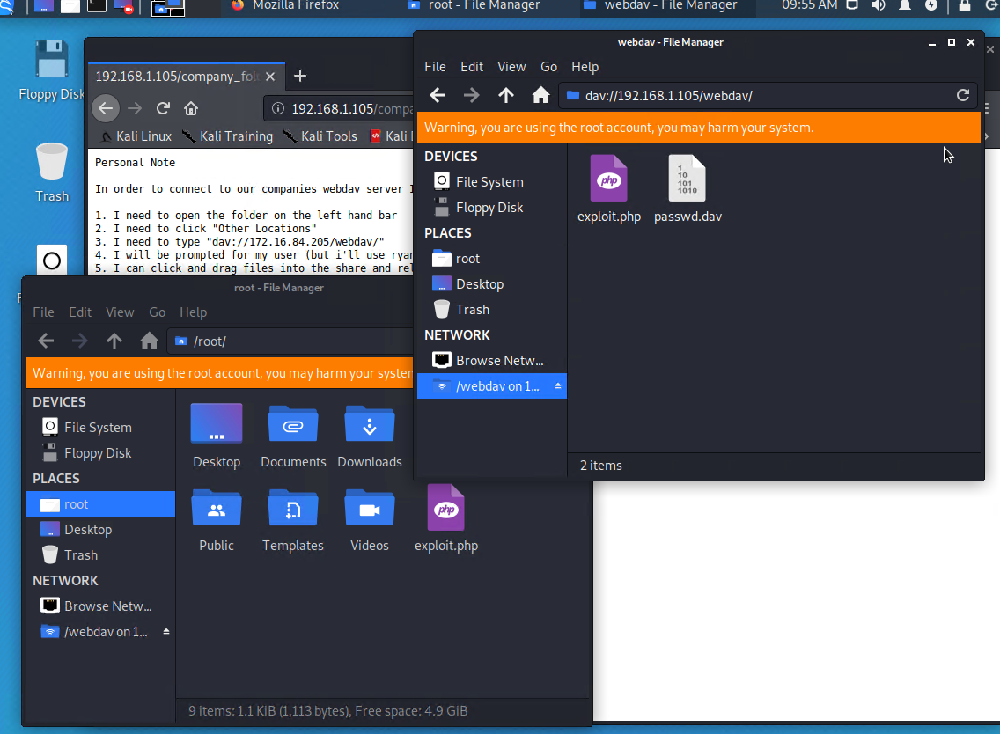 Mozilla Firefox
root - File Manager
webdav - File Manager
09:55 AM
Floppy Disk
Trash
192.168.1.105/company_fol
192.168.1.105/compa
Kali Linux
Kali Training
Kali Tools
Kali
Personal Note
In order to connect to our companies webdav server I
1. I need to open the folder on the left hand bar
2. I need to click "Other Locations"
3. I need to type "dav://172.16.84.205/webdav/"
4. I will be prompted for my user (but i'll use ryan
5. I can click and drag files into the share and rel
webdav - File Manager
File Edit View Go Help
dav://192.168.1.105/webdav/
Warning, you are using the root account, you may harm your system.
DEVICES
File System
Floppy Disk
PLACES
root
Desktop
Trash
NETWORK
Browse Netw...
/webdav on 1...
php
exploit.php
1
10
101
1010
passwd.dav
2 items
root - File Manager
File Edit View Go Help
/root/
Warning, you are using the root account, you may harm your system
DEVICES
File System
Floppy Disk
PLACES
root
Desktop
Trash
NETWORK
Browse Netw...
/webdav on 1...
Desktop
Documents
Downloads
Public
Templates
Videos
php
exploit.php
9 items: 1.1 KiB (1,113 bytes), Free space: 4.9 GiB